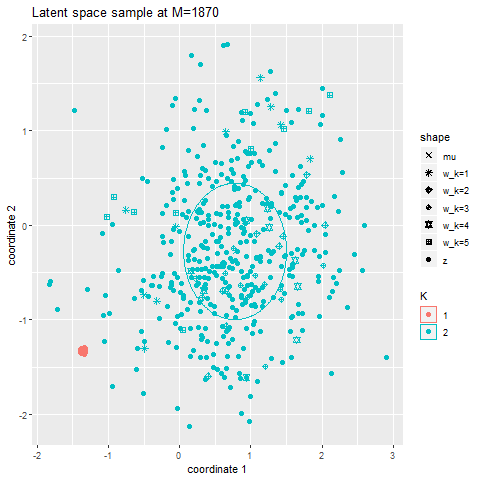 Latent space sample at M=1870
coordinate 2
2
1
0
-1
-2
-2
-1
0
1
2
3
coordinate 1
shape
mu
w_k=1
w_k=2
w_k=3
w_k=4
w_k=5
z
K
1
2